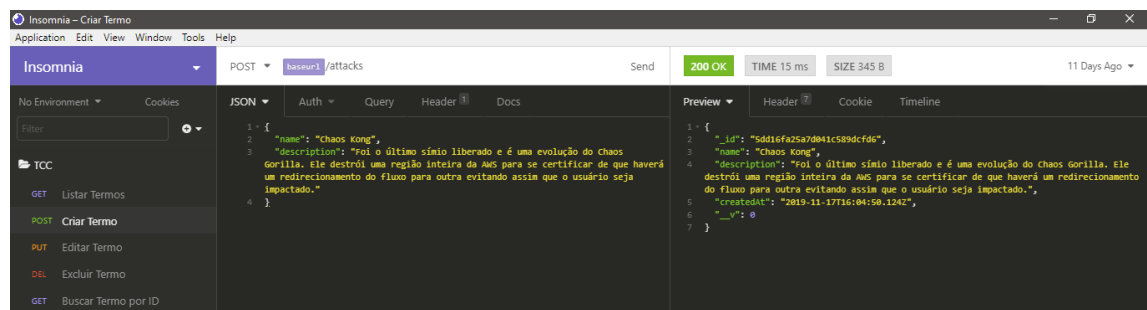 Insomnia – Criar Termo
Application Edit View Window Tools Help
Insomnia
POST baseurl /attacks Send
200 OK TIME 15 ms SIZE 345 B 11 Days Ago
No Environment Cookies
JSON Auth Query Header 1 Docs
Preview Header 7 Cookie Timeline
Filter
TCC
GET Listar Termos
POST Criar Termo
PUT Editar Termo
DEL Excluir Termo
GET Buscar Termo por ID
1 {
2 "name": "Chaos Kong",
3 "description": "Foi o último símio liberado e é uma evolução do Chaos
Gorilla. Ele destrói uma região inteira da AWS para se certificar de que haverá
um redirecionamento do fluxo para outra evitando assim que o usuário seja
impactado."
4 }
1 {
2 "_id": "5dd16fa25a7d041c589dcfd6",
3 "name": "Chaos Kong",
4 "description": "Foi o último símio liberado e é uma evolução do Chaos Gorilla. Ele
destrói uma região inteira da AWS para se certificar de que haverá um redirecionamento
do fluxo para outra evitando assim que o usuário seja impactado.",
5 "createdAt": "2019-11-17T16:04:50.124Z",
6 "__v": 0
7 }